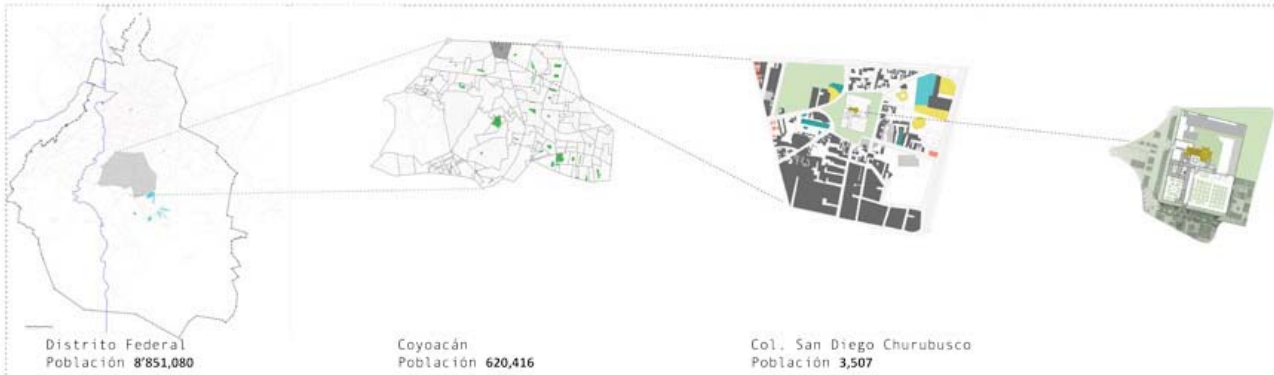 Distrito Federal
Población 8'851,080
Coyoacán
Población 620,416
Col. San Diego Churubusco
Población 3,507